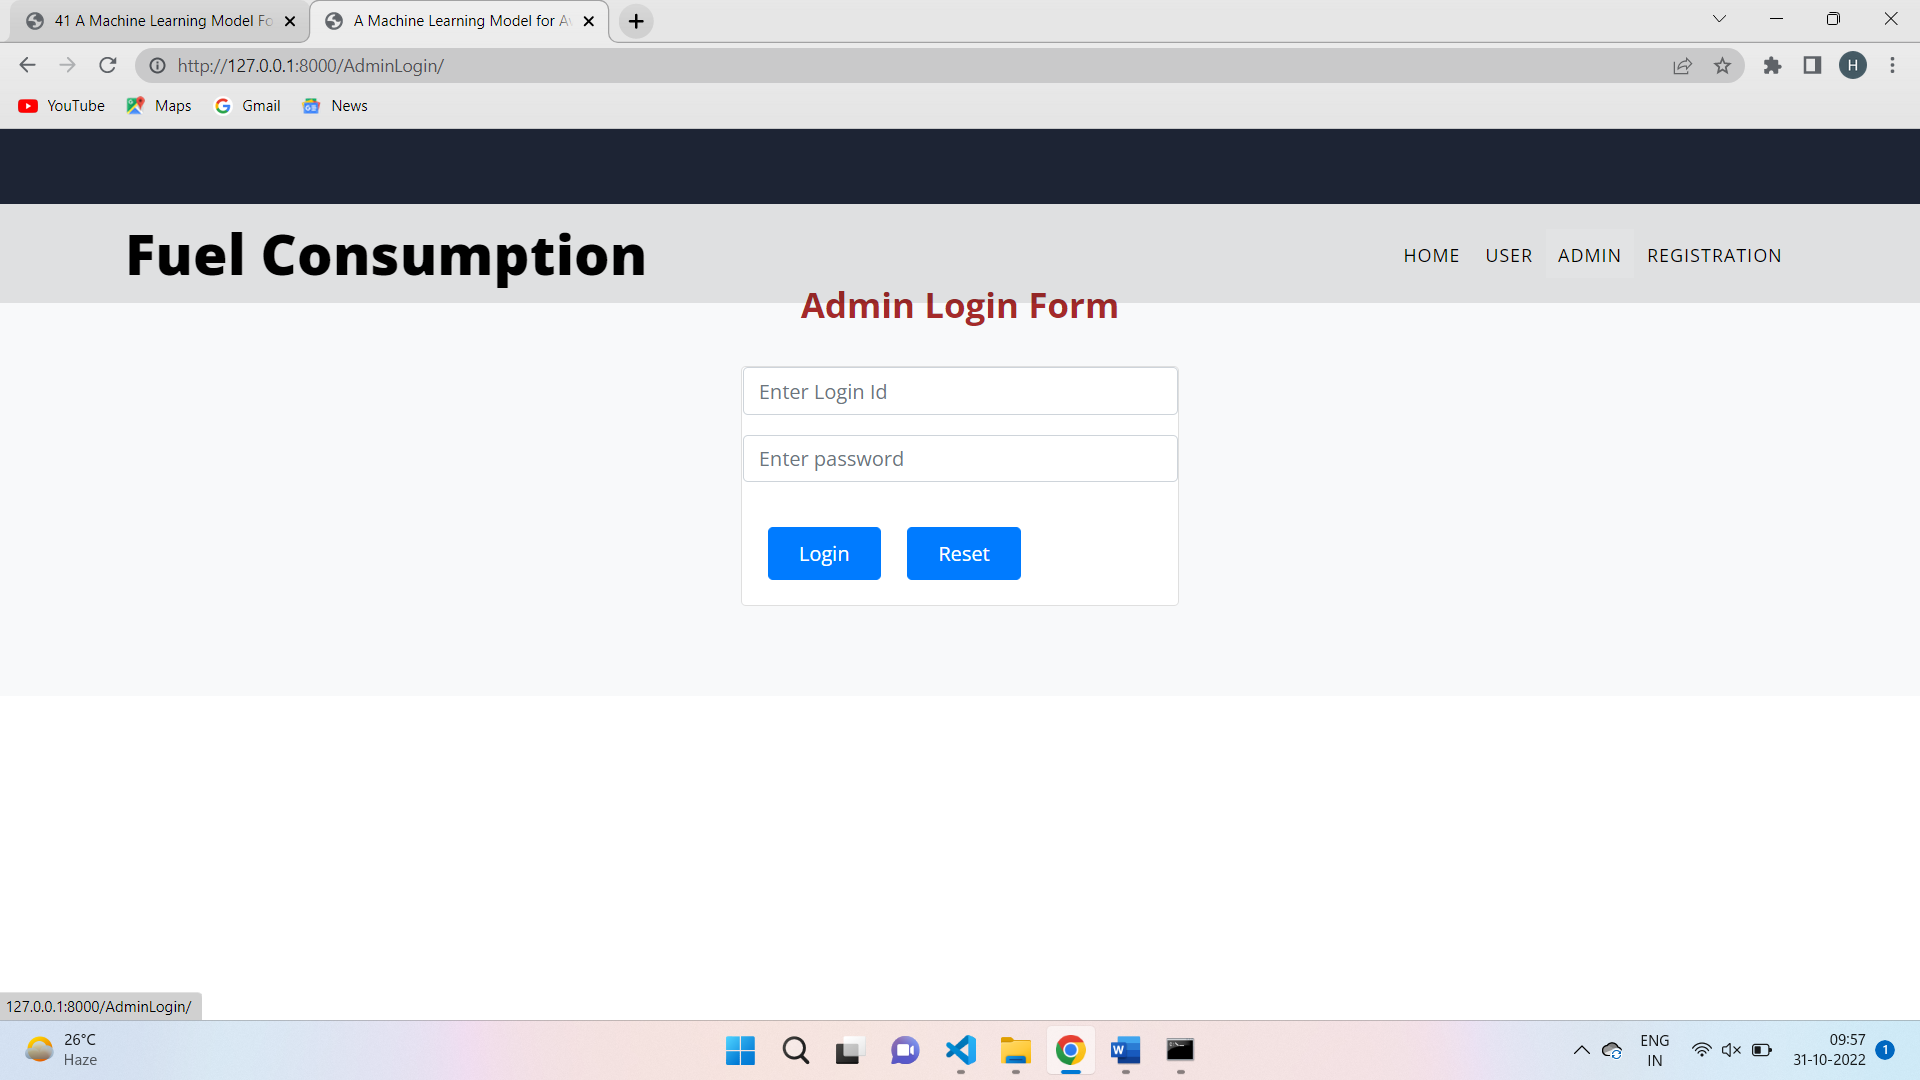 41 A Machine Learning Model Fo
A Machine Learning Model for Av
http://127.0.0.1:8000/AdminLogin/
H
YouTube
Maps
Gmail
News
Fuel Consumption
HOME
USER
ADMIN
REGISTRATION
Admin Login Form
Enter Login Id
Enter password
Login
Reset
127.0.0.1:8000/AdminLogin/
26°C
Haze
ENG
IN
09:57
31-10-2022
1